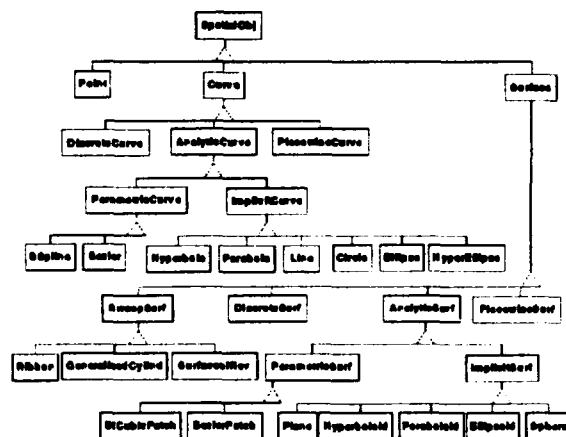 SpatialObj
Point Curve Surface
DiscreteCurve AnalyticCurve PiecewiseCurve
ParametricCurve ImplicitCurve
BSpline Bezier Hyperbola Parabola Line Circle Ellipse HyperEllipse
SweepSurf DiscreteSurf AnalyticSurf PiecewiseSurf
Ribbon GeneralizedCylind ParametricSurf ImplicitSurf
BiCubicPatch BezierPatch Plane Hyperboloid Paraboloid Ellipsoid Sphere